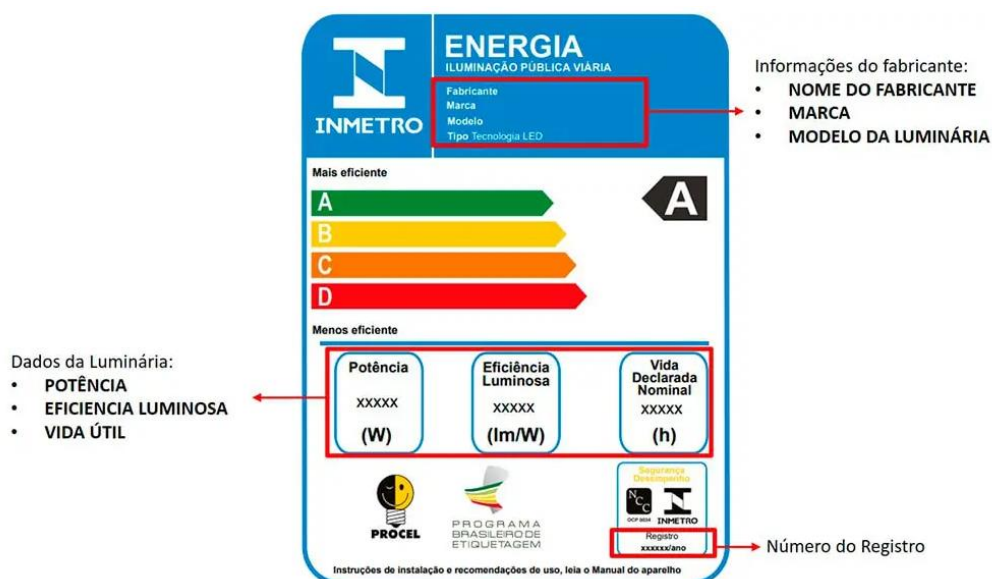 INMETRO
ENERGIA
ILUMINAÇÃO PÚBLICA VIÁRIA
Fabricante
Marca
Modelo
Tipo Tecnologia LED
Informações do fabricante:
• NOME DO FABRICANTE
• MARCA
• MODELO DA LUMINÁRIA
Mais eficiente
A
A
B
C
D
Menos eficiente
Dados da Luminária:
• POTÊNCIA
• EFICIENCIA LUMINOSA
• VIDA ÚTIL
Potência
XXXXX
(W)
Eficiência
Luminosa
XXXXX
(lm/W)
Vida
Declarada
Nominal
XXXXX
(h)
PROCEL
PROGRAMA
BRASILEIRO DE
ETIQUETAGEM
Segurança
Desempenho
NCC
OCP 0034
INMETRO
Registro
xxxxxx/ano
Número do Registro
Instruções de instalação e recomendações de uso, leia o Manual do aparelho